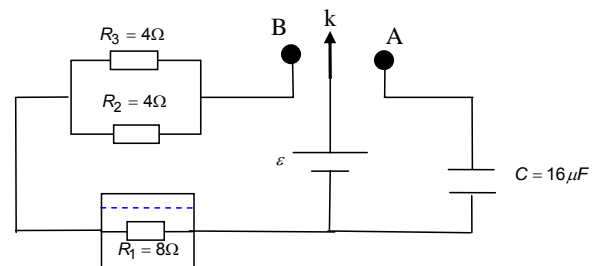 B
k
A
R₃ = 4Ω
R₂ = 4Ω
ε
C = 16μF
R₁ = 8Ω